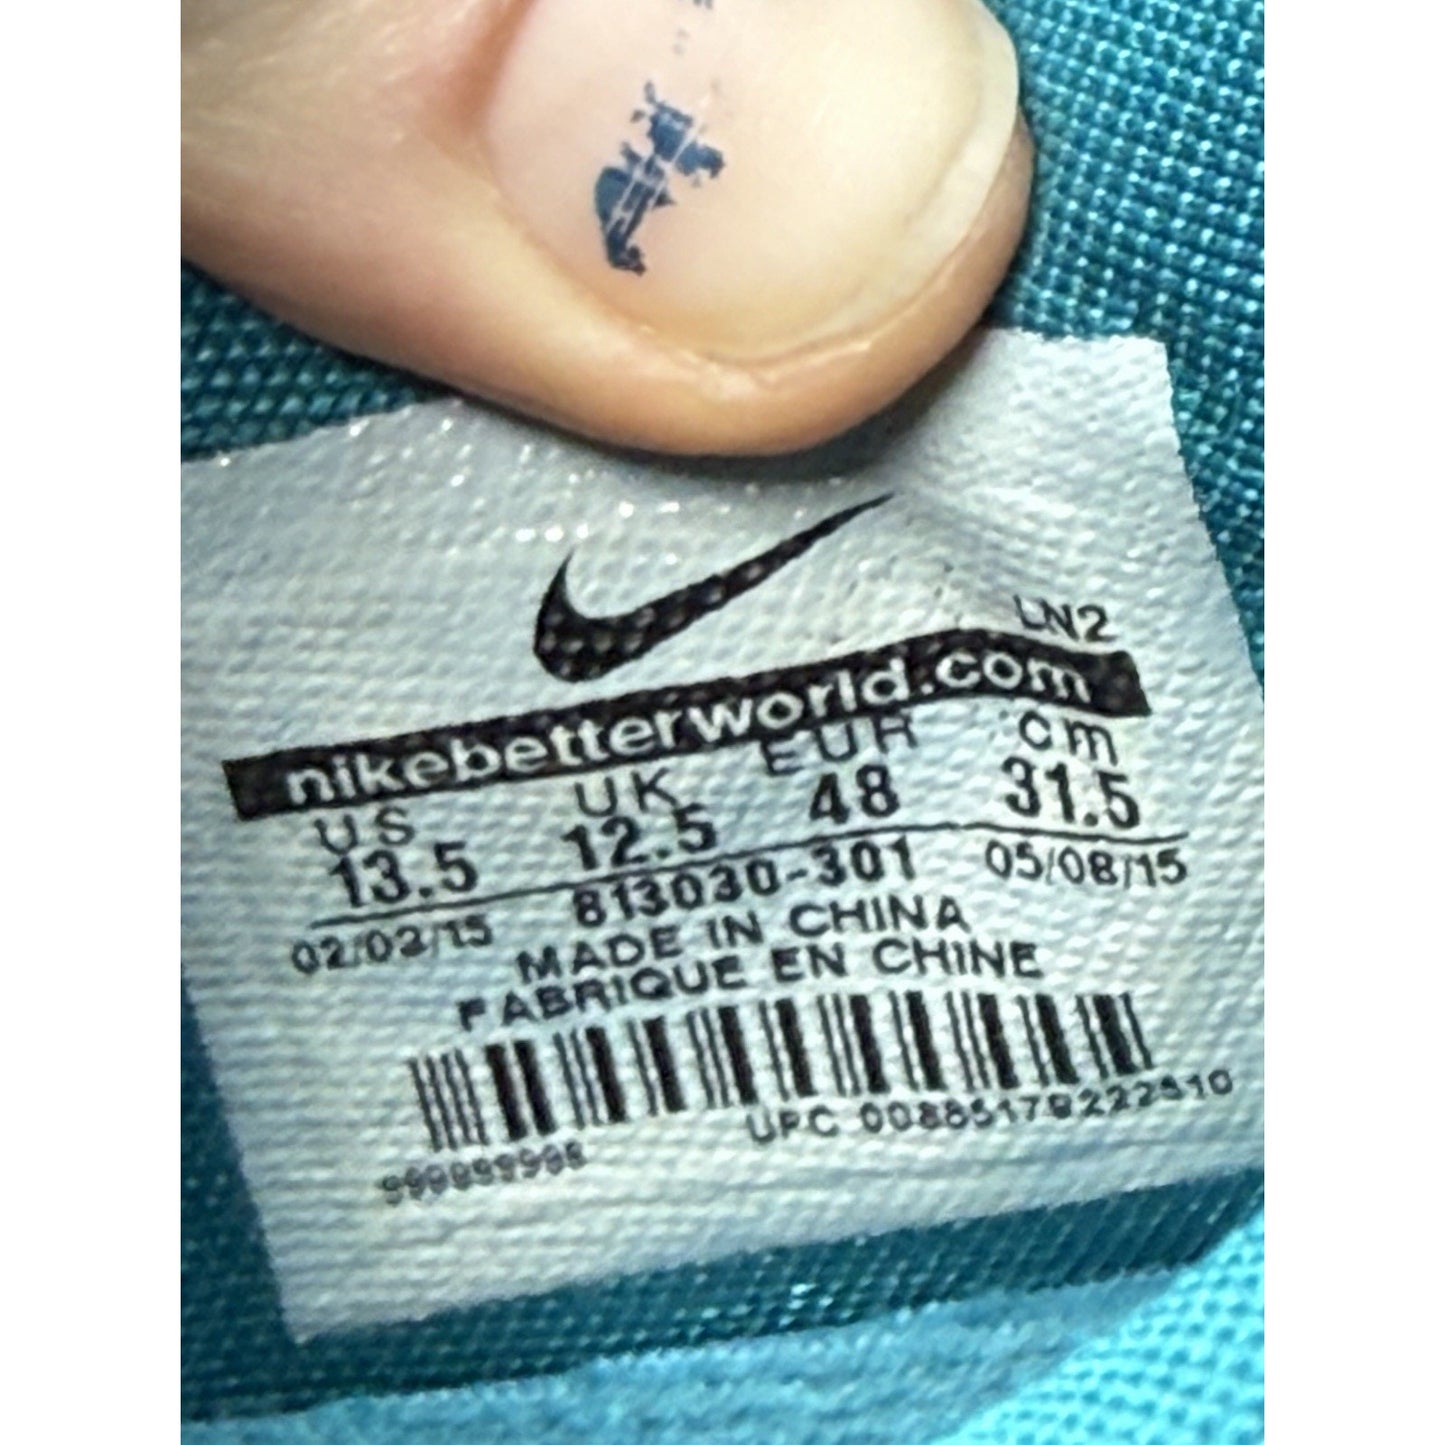 LN2
nikebetterworld.com
US UK EUR cm
13.5 12.5 48 31.5
02/02/15 813030-301 05/08/15
MADE IN CHINA
FABRIQUE EN CHINE
UPC